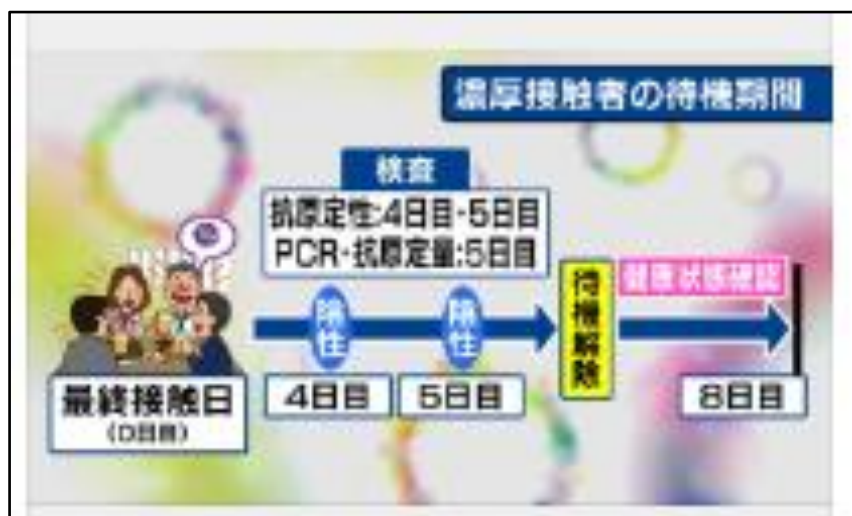 濃厚接触者の待機期間
検査
抗原定性:4日目・5日目
PCR・抗原定量:5日目
陰性
陰性
待機解除
健康状態確認
最終接触日
(0日目)
4日目
5日目
8日目